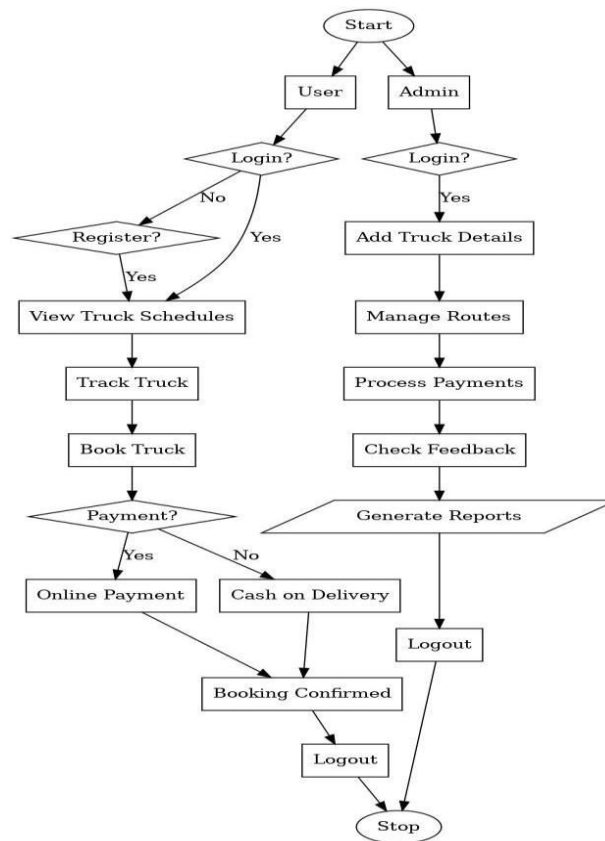 Start
User
Admin
Login?
Login?
No
Yes
Register?
Yes
Add Truck Details
Yes
View Truck Schedules
Manage Routes
Track Truck
Process Payments
Book Truck
Check Feedback
Payment?
Generate Reports
Yes
No
Online Payment
Cash on Delivery
Logout
Booking Confirmed
Logout
Stop